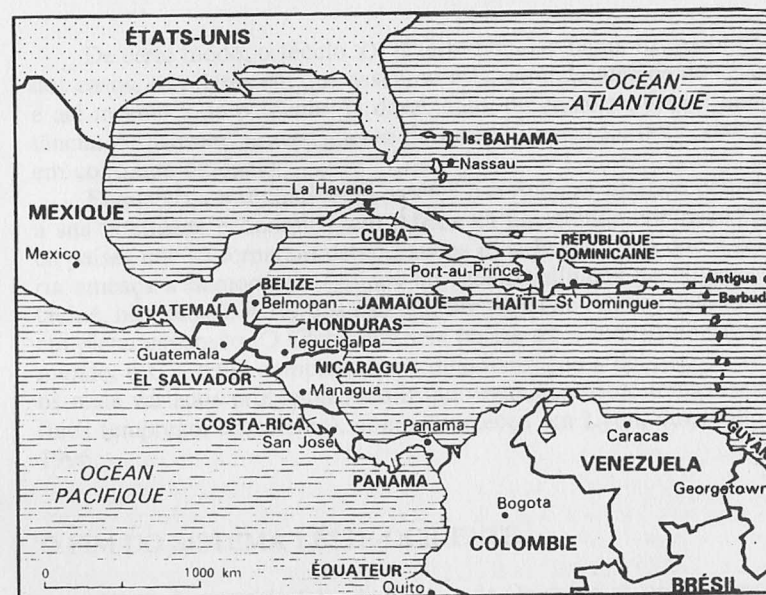 ÉTATS-UNIS
OCÉAN
ATLANTIQUE
Is. BAHAMA
Nassau
La Havane
MEXIQUE
Mexico
CUBA
RÉPUBLIQUE
DOMINICAINE
Port-au-Prince
JAMAÏQUE
HAÏTI
St Domingue
Antigua
Barbud
BELIZE
Belmopan
GUATEMALA
HONDURAS
Guatemala
Tegucigalpa
EL SALVADOR
NICARAGUA
Managua
COSTA-RICA
San José
Panama
PANAMA
Caracas
VENEZUELA
GUYAN
Georgetown
OCÉAN
PACIFIQUE
Bogota
COLOMBIE
0 1000 km
ÉQUATEUR
Quito
BRÉSIL